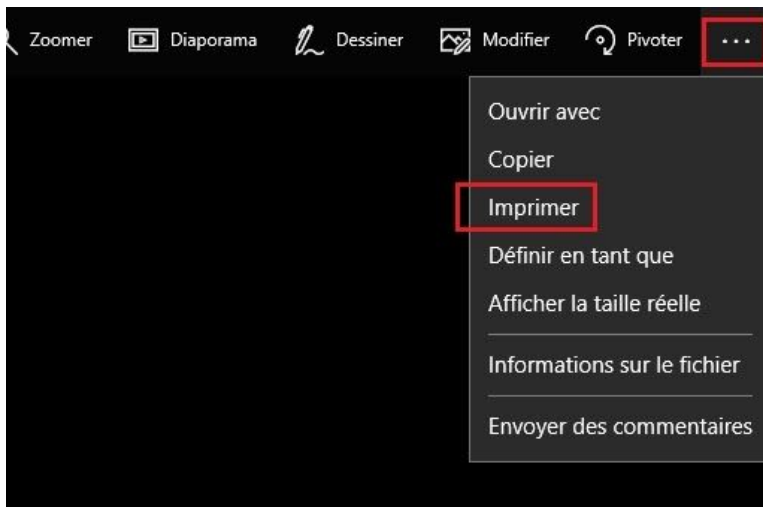 Zoomer Diaporama Dessiner Modifier Pivoter ...
Ouvrir avec
Copier
Imprimer
Définir en tant que
Afficher la taille réelle
Informations sur le fichier
Envoyer des commentaires